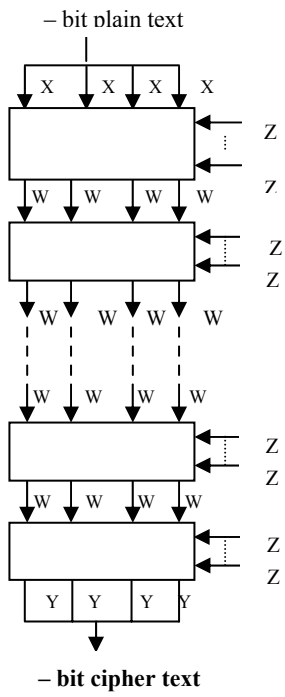 – bit plain text
X X X X
Z
Z
W W W W
Z
Z
W W W W
W W W W
Z
Z
W W W W
Z
Z
Y Y Y Y
– bit cipher text